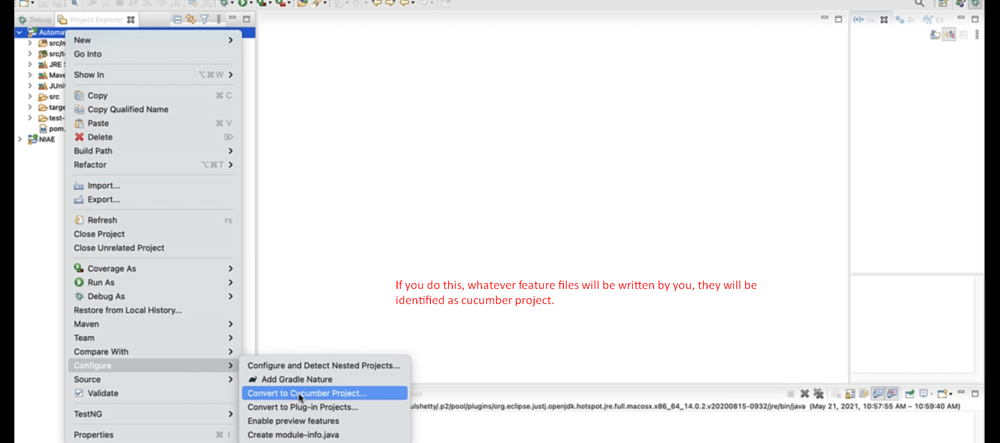 Debug
Project Explorer
Va
Br
Ex
Automat
New
src/m
Go Into
src/t
JRE
Show In ⌥⌘W
Mave
JUnit
src
Copy ⌘ C
targe
Copy Qualified Name
test-
Paste ⌘ V
pom.
NIAE
Delete
Build Path
Refactor ⌥⌘T
Import...
Export...
Refresh F5
Close Project
Close Unrelated Project
Coverage As
Run As
Debug As
Restore from Local History...
Maven
Team
Compare With
Configure
Source
Validate
TestNG
Properties ⌘ I
If you do this, whatever feature files will be written by you, they will be
identified as cucumber project.
Configure and Detect Nested Projects...
Add Gradle Nature
Convert to Cucumber Project...
Convert to Plug-in Projects...
Enable preview features
Create module-info.java
ulshetty/.p2/pool/plugins/org.eclipse.justj.openjdk.hotspot.jre.full.macosx.x86_64_14.0.2.v20200815-0932/jre/bin/java (May 21, 2021, 10:57:55 AM – 10:59:40 AM)